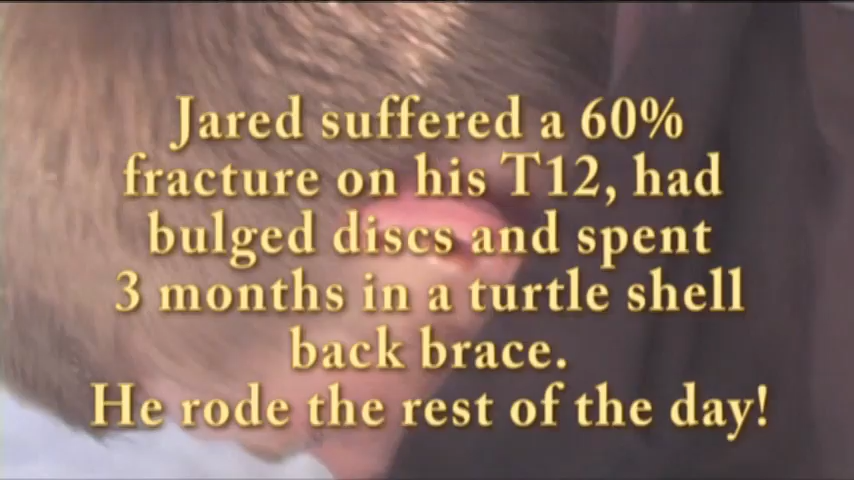 Jared suffered a 60%
fracture on his T12, had
bulged discs and spent
3 months in a turtle shell
back brace.
He rode the rest of the day!